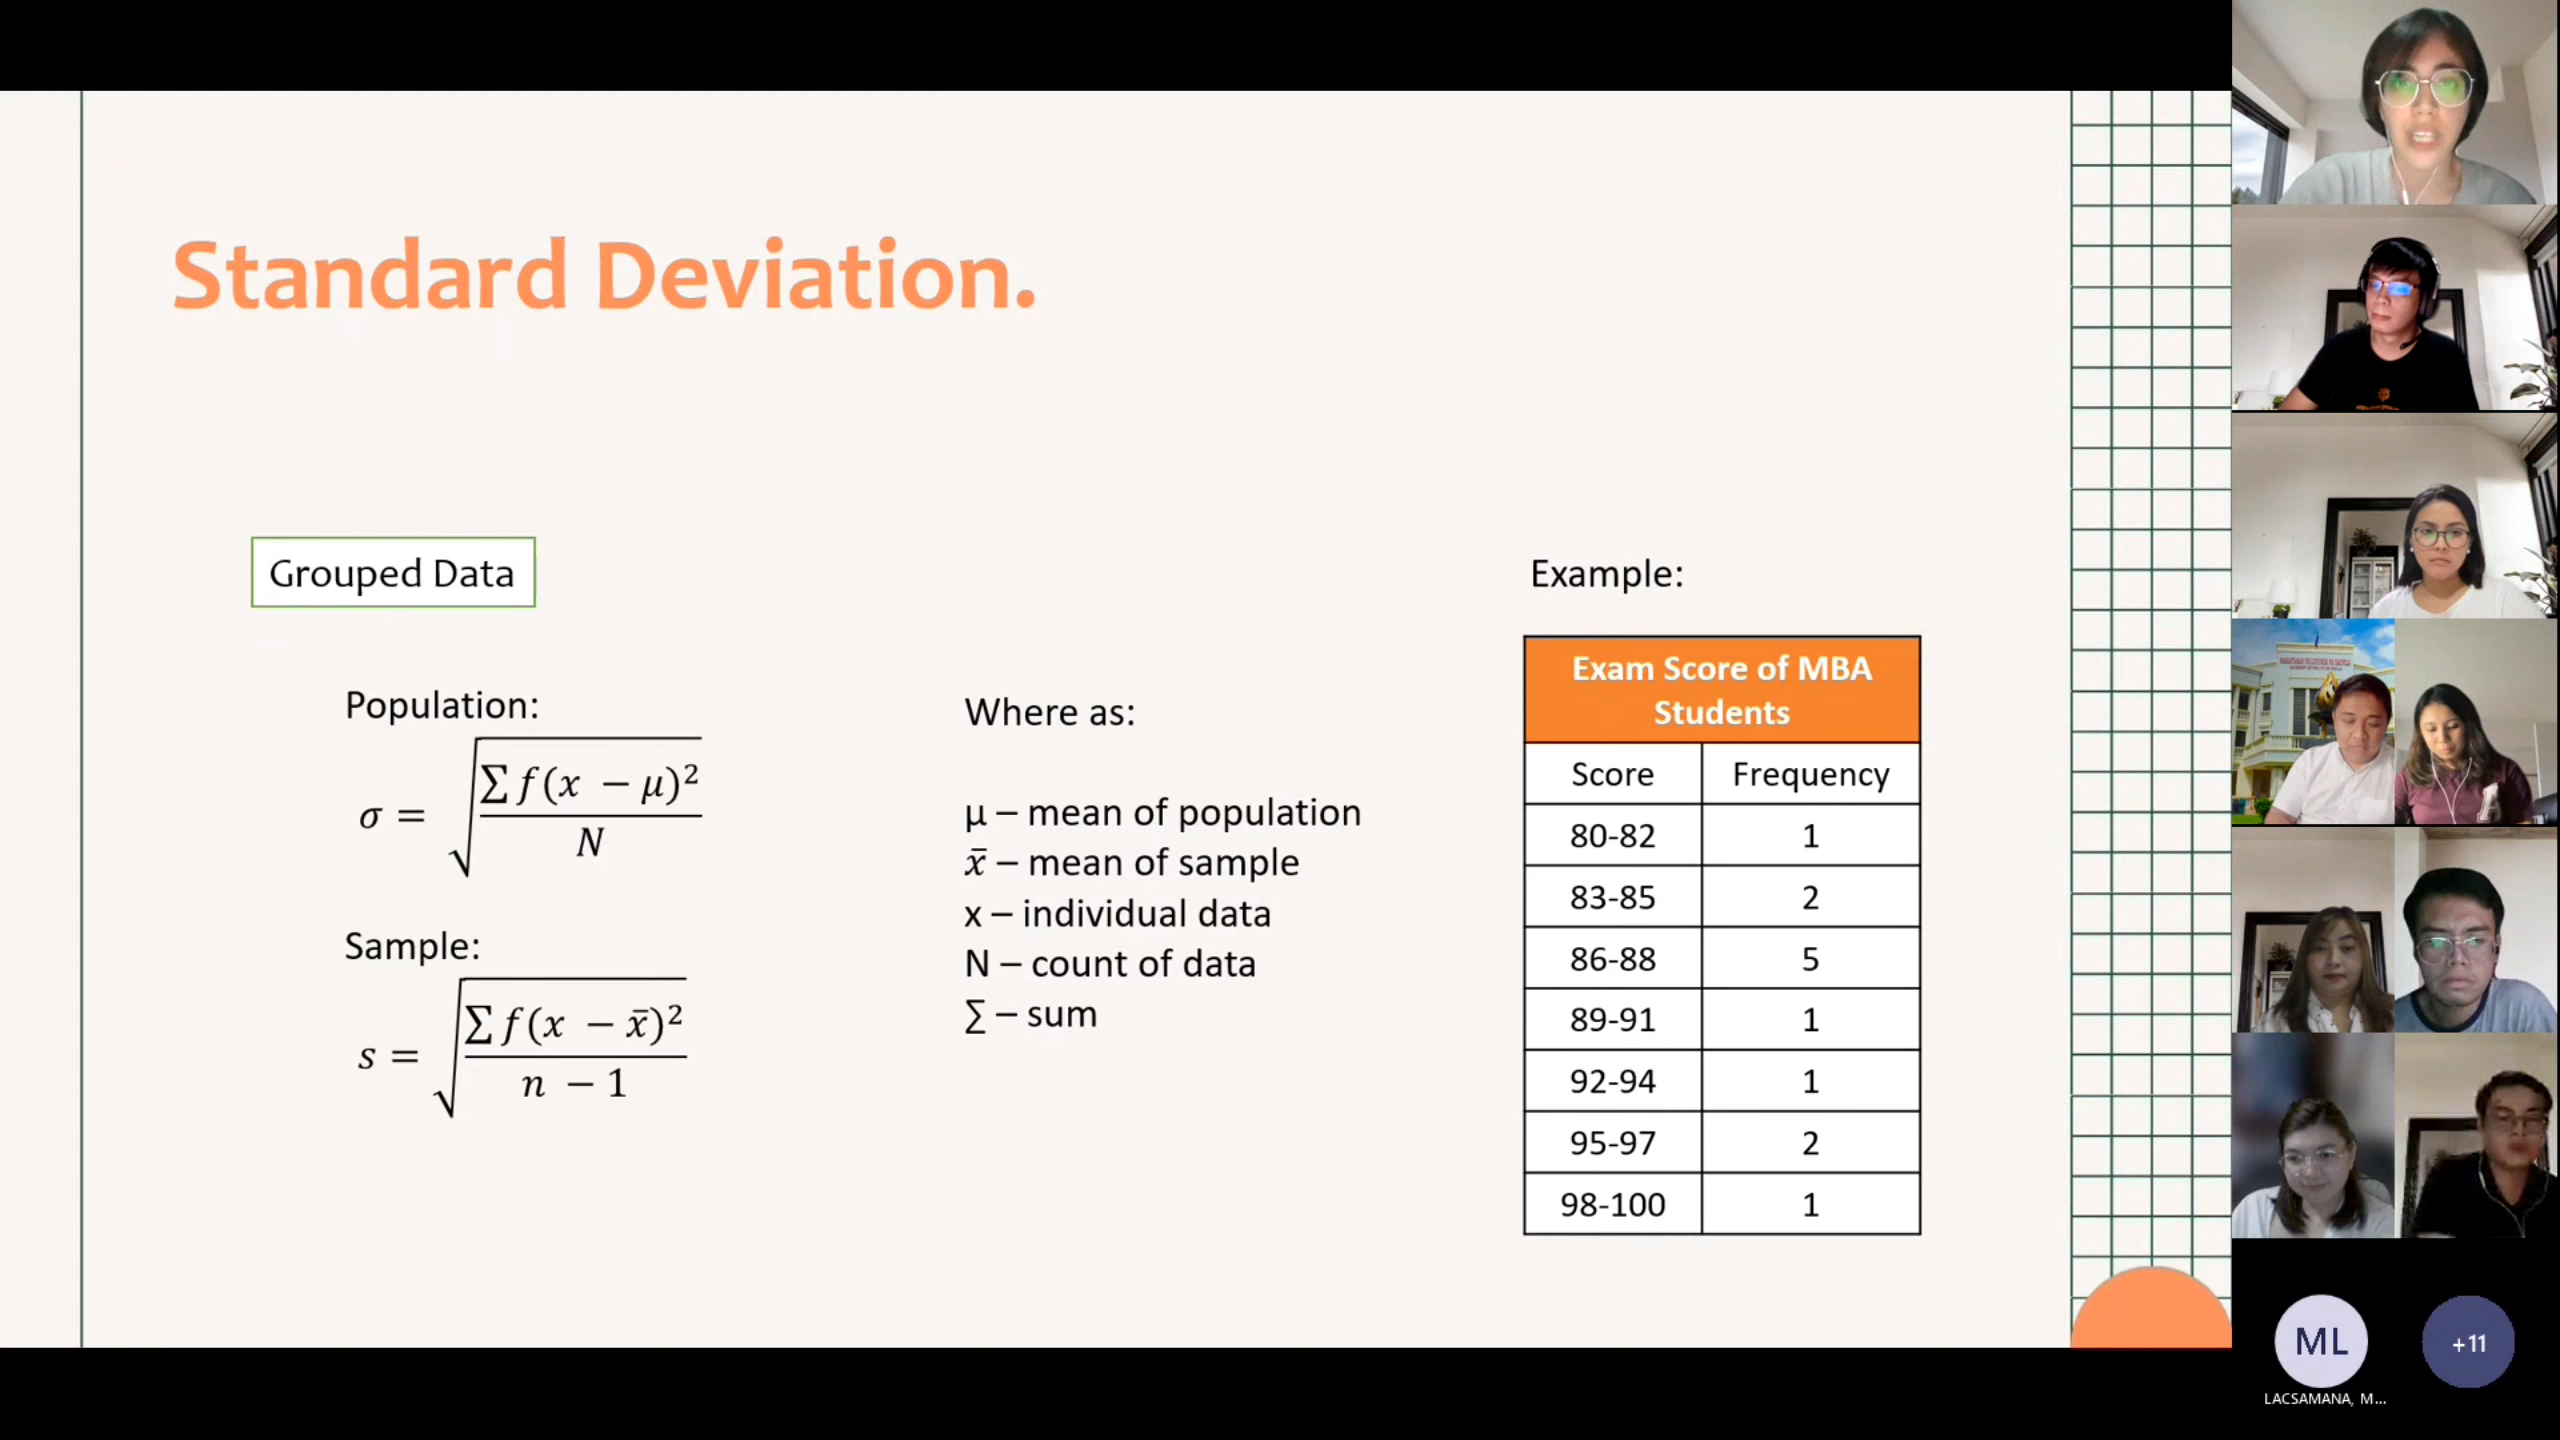 Standard Deviation.
Grouped Data
Population:
σ = √(∑ f(x − μ)² / N)
Sample:
s = √(∑ f(x − x̄)² / n − 1)
Where as:
μ – mean of population
x̄ – mean of sample
x – individual data
N – count of data
∑ – sum
Example:
Exam Score of MBA
Students
Score Frequency
80-82 1
83-85 2
86-88 5
89-91 1
92-94 1
95-97 2
98-100 1
ML
+11
LACSAMANA, M...